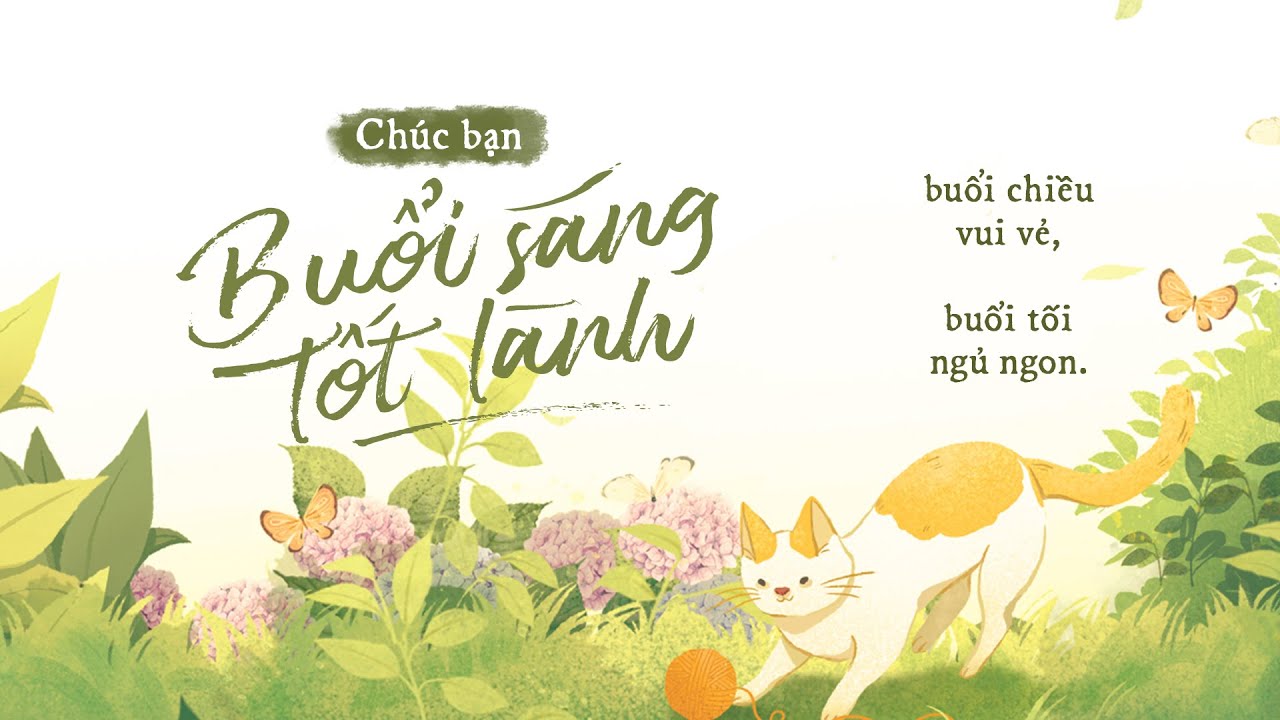 Chúc bạn
Buổi sáng
tốt lành
buổi chiều
vui vẻ,
buổi tối
ngủ ngon.